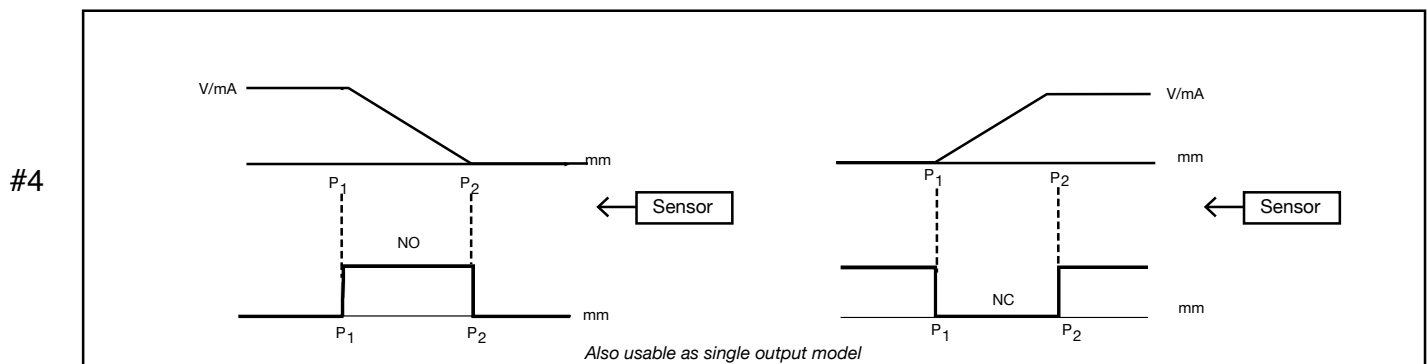 V/mA
mm
P1 P2
Sensor
NO
mm
P1 P2
#4
V/mA
mm
P1 P2
Sensor
NC
mm
P1 P2
Also usable as single output model